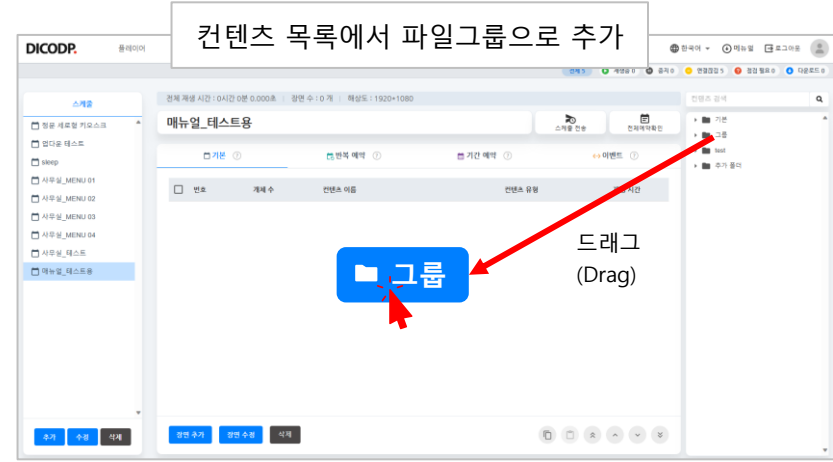 컨텐츠 목록에서 파일그룹으로 추가
DICODP. 플레이어 한국어 메뉴얼 로그아웃
전체 5 재생중 0 출력 0 연결끊김 5 점검 필요 0 다운로드 0
스케줄
전체 재생 시간 : 0시간 0분 0.000초 | 장면 수 : 0 개 | 해상도 : 1920*1080
컨텐츠 검색
정문 세로형 키오스크
업다운 테스트
sleep
사무실_MENU 01
사무실_MENU 02
사무실_MENU 03
사무실_MENU 04
사무실_테스트
매뉴얼_테스트용
추가 수정 삭제
매뉴얼_테스트용
스케줄 전송 전체예약확인
기본 ? 반복 예약 ? 기간 예약 ? 이벤트 ?
번호 개체 수 컨텐츠 이름 컨텐츠 유형 시간
그룹
드래그
(Drag)
장면 추가 장면 수정 삭제
기본
그룹
test
추가 폴더